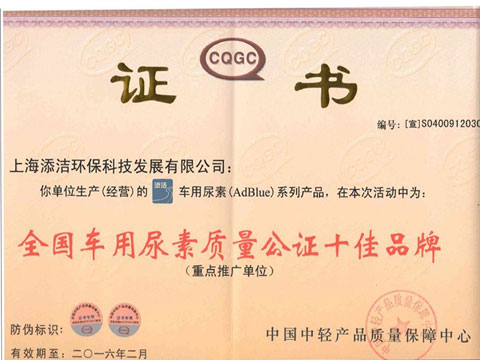 CQGC
证 书
编号: [宣]S0400912030
上海添洁环保科技发展有限公司:
你单位生产(经营)的 添洁 车用尿素(AdBlue)系列产品, 在本次活动中为:
全国车用尿素质量公证十佳品牌
(重点推广单位)
防伪标识:
中国中轻产品质量保障中心
有效期至: 二〇一六年二月